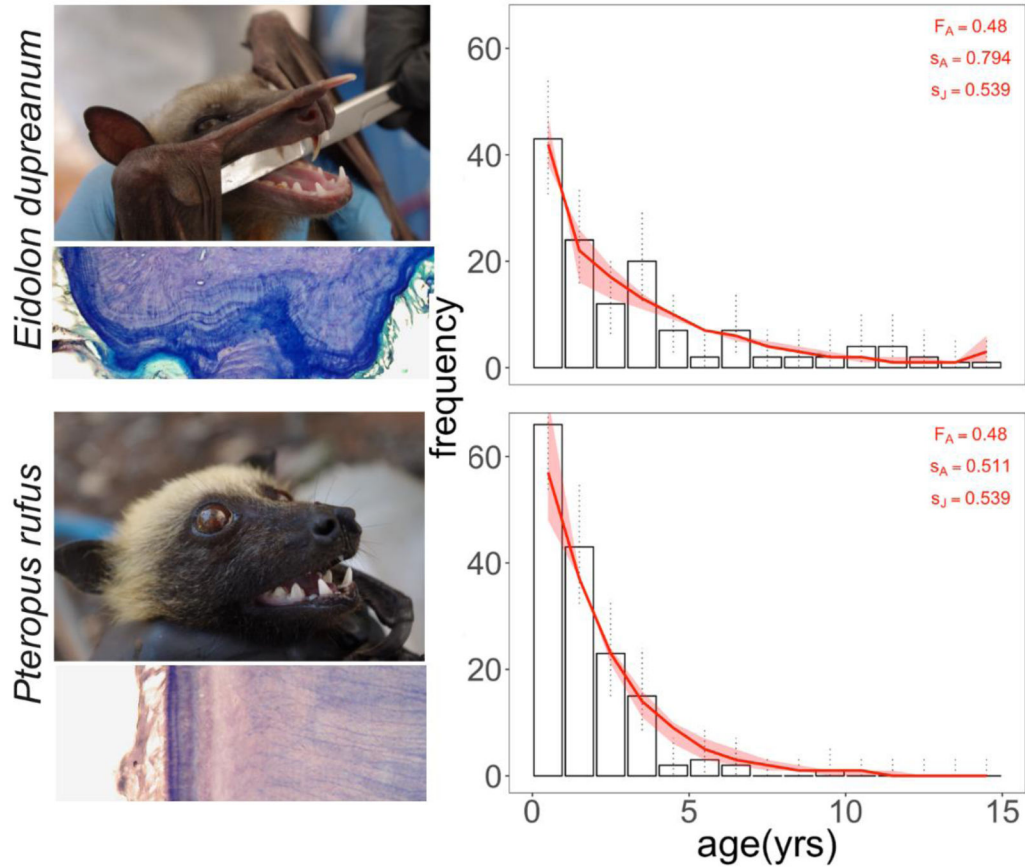 Eidolon dupreanum
Pteropus rufus
frequency
60
40
20
0
F_A = 0.48
s_A = 0.794
s_J = 0.539
60
40
20
0
F_A = 0.48
s_A = 0.511
s_J = 0.539
0 5 10 15
age(yrs)